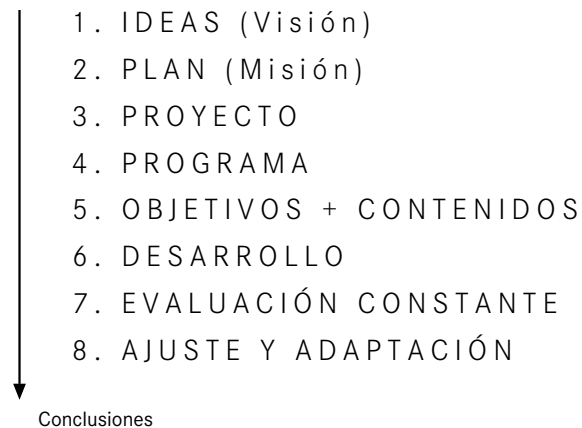 1. IDEAS (Visión)
2. PLAN (Misión)
3. PROYECTO
4. PROGRAMA
5. OBJETIVOS + CONTENIDOS
6. DESARROLLO
7. EVALUACIÓN CONSTANTE
8. AJUSTE Y ADAPTACIÓN
Conclusiones